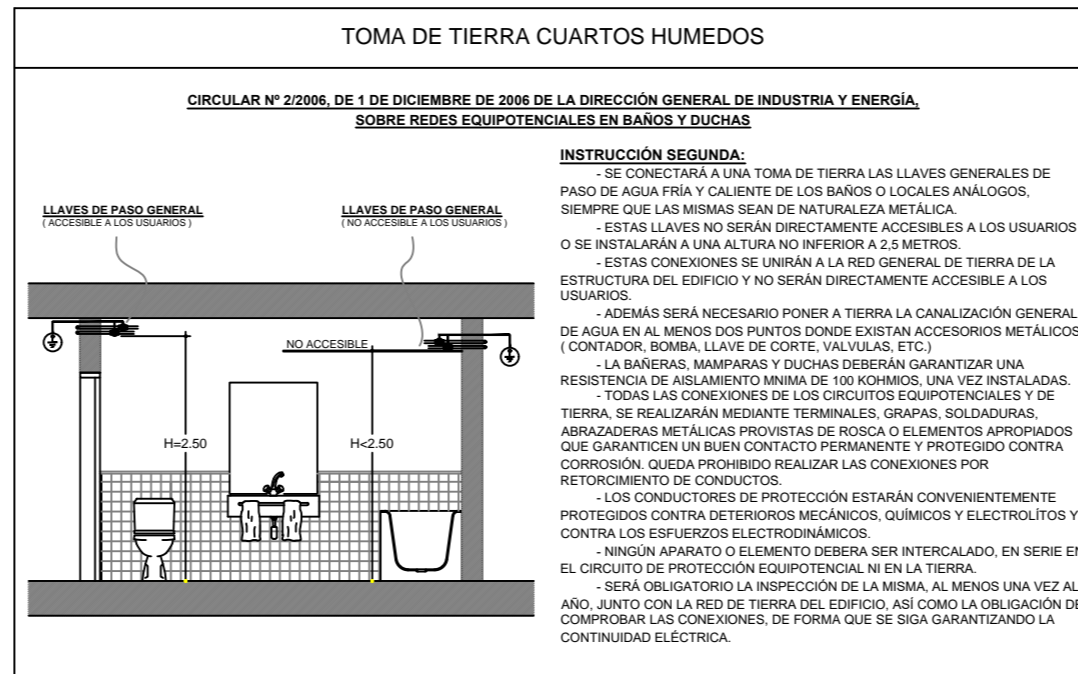 TOMA DE TIERRA CUARTOS HUMEDOS
CIRCULAR Nº 2/2006, DE 1 DE DICIEMBRE DE 2006 DE LA DIRECCIÓN GENERAL DE INDUSTRIA Y ENERGÍA,
SOBRE REDES EQUIPOTENCIALES EN BAÑOS Y DUCHAS
LLAVES DE PASO GENERAL
( ACCESIBLE A LOS USUARIOS )
LLAVES DE PASO GENERAL
( NO ACCESIBLE A LOS USUARIOS )
NO ACCESIBLE
H=2.50
H<2.50
INSTRUCCIÓN SEGUNDA:
- SE CONECTARÁ A UNA TOMA DE TIERRA LAS LLAVES GENERALES DE
PASO DE AGUA FRÍA Y CALIENTE DE LOS BAÑOS O LOCALES ANÁLOGOS,
SIEMPRE QUE LAS MISMAS SEAN DE NATURALEZA METÁLICA.
- ESTAS LLAVES NO SERÁN DIRECTAMENTE ACCESIBLES A LOS USUARIOS
O SE INSTALARÁN A UNA ALTURA NO INFERIOR A 2,5 METROS.
- ESTAS CONEXIONES SE UNIRÁN A LA RED GENERAL DE TIERRA DE LA
ESTRUCTURA DEL EDIFICIO Y NO SERÁN DIRECTAMENTE ACCESIBLE A LOS
USUARIOS.
- ADEMÁS SERÁ NECESARIO PONER A TIERRA LA CANALIZACIÓN GENERAL
DE AGUA EN AL MENOS DOS PUNTOS DONDE EXISTAN ACCESORIOS METÁLICOS
( CONTADOR, BOMBA, LLAVE DE CORTE, VALVULAS, ETC.)
- LA BAÑERAS, MAMPARAS Y DUCHAS DEBERÁN GARANTIZAR UNA
RESISTENCIA DE AISLAMIENTO MNIMA DE 100 KOHMIOS, UNA VEZ INSTALADAS.
- TODAS LAS CONEXIONES DE LOS CIRCUITOS EQUIPOTENCIALES Y DE
TIERRA, SE REALIZARÁN MEDIANTE TERMINALES, GRAPAS, SOLDADURAS,
ABRAZADERAS METÁLICAS PROVISTAS DE ROSCA O ELEMENTOS APROPIADOS
QUE GARANTICEN UN BUEN CONTACTO PERMANENTE Y PROTEGIDO CONTRA
CORROSIÓN. QUEDA PROHIBIDO REALIZAR LAS CONEXIONES POR
RETORCIMIENTO DE CONDUCTOS.
- LOS CONDUCTORES DE PROTECCIÓN ESTARÁN CONVENIENTEMENTE
PROTEGIDOS CONTRA DETERIOROS MECÁNICOS, QUÍMICOS Y ELECTROLÍTOS Y
CONTRA LOS ESFUERZOS ELECTRODINÁMICOS.
- NINGÚN APARATO O ELEMENTO DEBERA SER INTERCALADO, EN SERIE EN
EL CIRCUITO DE PROTECCIÓN EQUIPOTENCIAL NI EN LA TIERRA.
- SERÁ OBLIGATORIO LA INSPECCIÓN DE LA MISMA, AL MENOS UNA VEZ AL
AÑO, JUNTO CON LA RED DE TIERRA DEL EDIFICIO, ASÍ COMO LA OBLIGACIÓN DE
COMPROBAR LAS CONEXIONES, DE FORMA QUE SE SIGA GARANTIZANDO LA
CONTINUIDAD ELÉCTRICA.